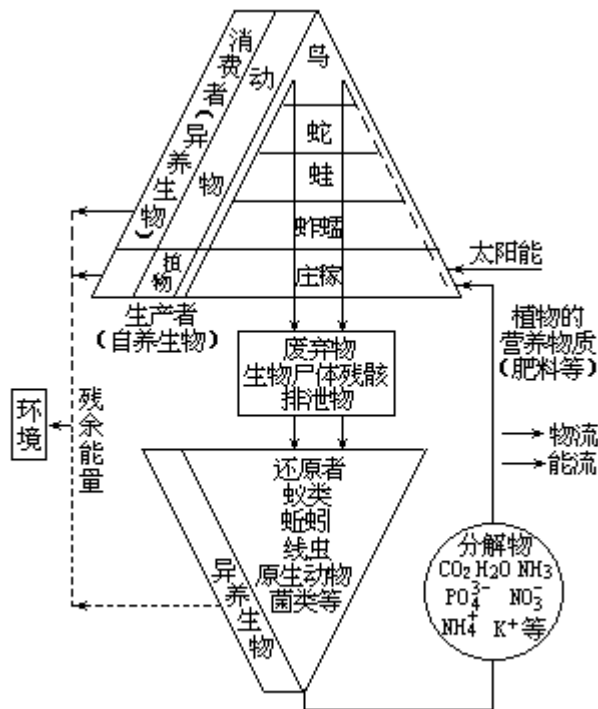 消费者(异养生物)
动物
鸟
蛇
蛙
蚱蜢
植物
庄稼
太阳能
生产者
(自养生物)
植物的
营养物质
(肥料等)
废弃物
生物尸体残骸
排泄物
环境
残余能量
物流
能流
还原者
蚁类
蚯蚓
线虫
原生动物
菌类等
异养生物
分解物
CO₂ H₂O NH₃
PO₄³⁻ NO₃⁻
NH₄⁺ K⁺等